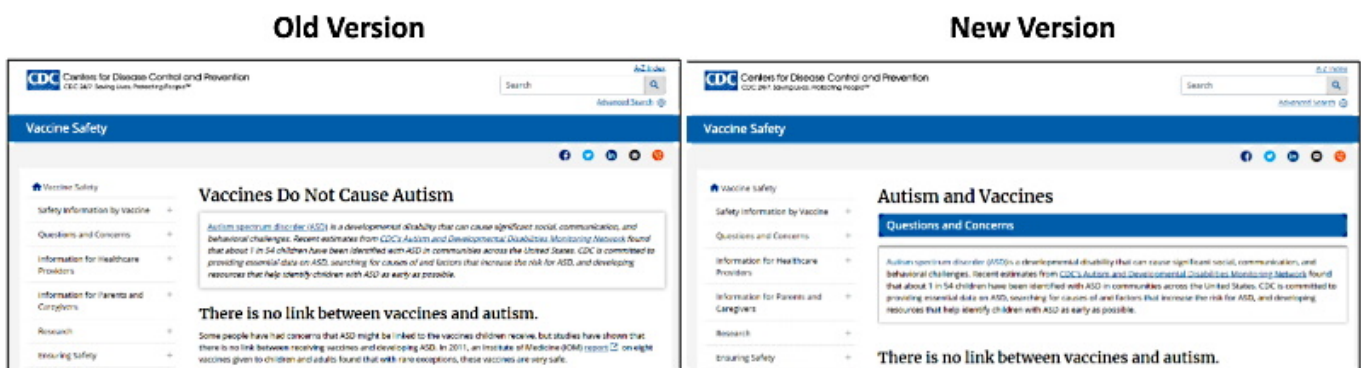 Old Version
New Version
CDC Centers for Disease Control and Prevention
CDC 24/7: Saving Lives, Protecting People™
A-Z Index
Search
Advanced Search
Vaccine Safety
Vaccine Safety
Safety Information by Vaccine +
Questions and Concerns +
Information for Healthcare
Providers +
Information for Parents and
Caregivers +
Research +
Ensuring Safety +
Vaccines Do Not Cause Autism
Autism spectrum disorder (ASD) is a developmental disability that can cause significant social, communication, and
behavioral challenges. Recent estimates from CDC's Autism and Developmental Disabilities Monitoring Network found
that about 1 in 54 children have been identified with ASD in communities across the United States. CDC is committed to
providing essential data on ASD, searching for causes of and factors that increase the risk for ASD, and developing
resources that help identify children with ASD as early as possible.
There is no link between vaccines and autism.
Some people have had concerns that ASD might be linked to the vaccines children receive, but studies have shown that
there is no link between receiving vaccines and developing ASD. In 2011, an Institute of Medicine (IOM) report on eight
vaccines given to children and adults found that with rare exceptions, these vaccines are very safe.
CDC Centers for Disease Control and Prevention
CDC 24/7: Saving Lives, Protecting People™
A-Z Index
Search
Advanced Search
Vaccine Safety
Vaccine Safety
Safety Information by Vaccine +
Questions and Concerns +
Information for Healthcare
Providers +
Information for Parents and
Caregivers +
Research +
Ensuring Safety +
Autism and Vaccines
Questions and Concerns
Autism spectrum disorder (ASD) is a developmental disability that can cause significant social, communication, and
behavioral challenges. Recent estimates from CDC's Autism and Developmental Disabilities Monitoring Network found
that about 1 in 54 children have been identified with ASD in communities across the United States. CDC is committed to
providing essential data on ASD, searching for causes of and factors that increase the risk for ASD, and developing
resources that help identify children with ASD as early as possible.
There is no link between vaccines and autism.